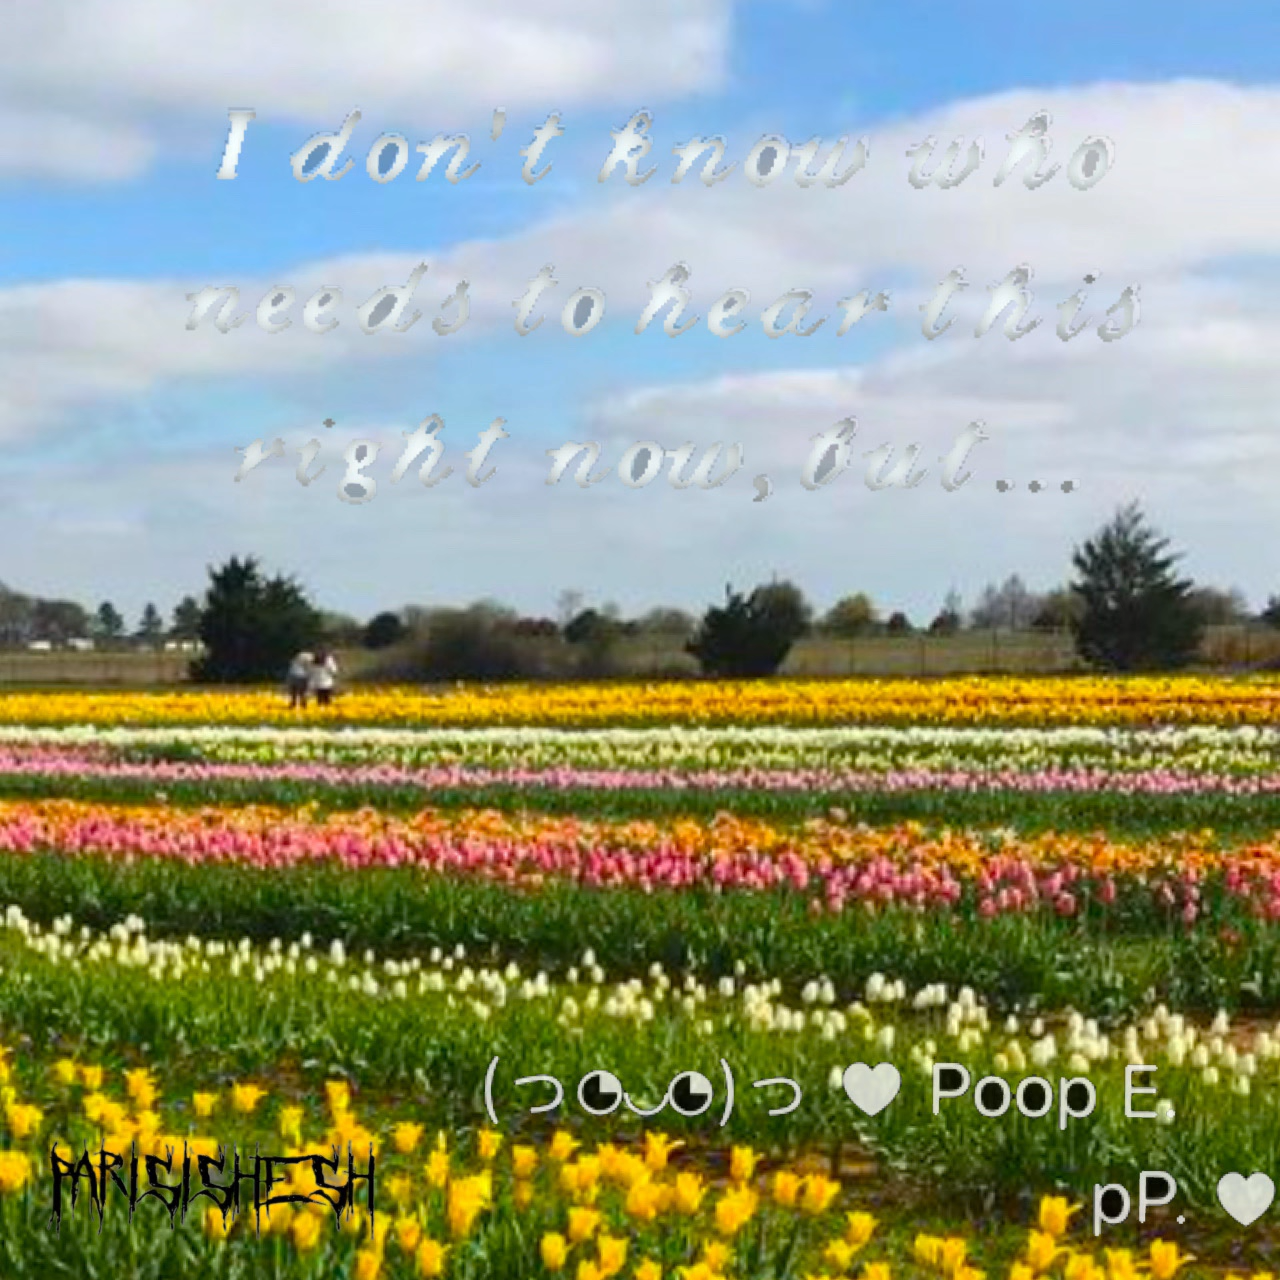 I don't know who
needs to hear this
right now, but...
(っ◔◡◔)っ ♥ Poop E.
pP. ♥
PARISISHESH